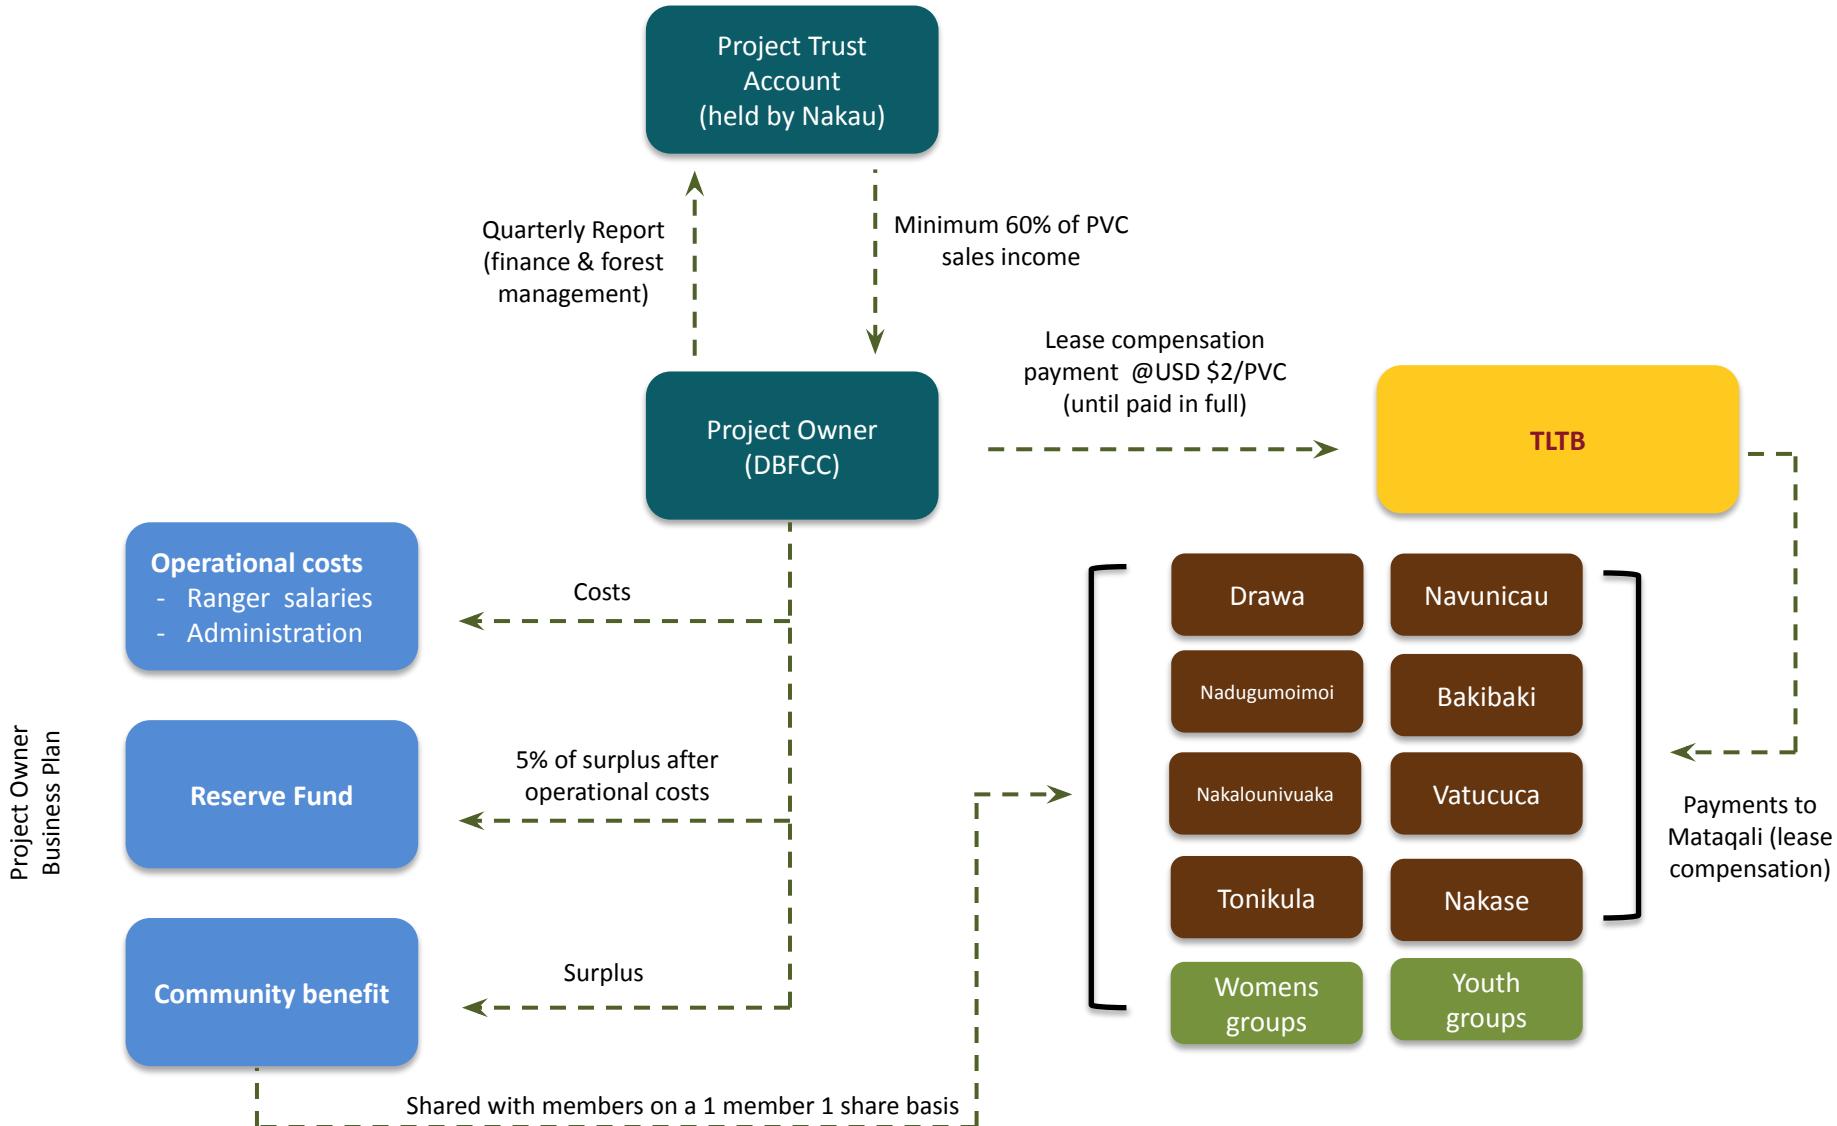 Project Trust
Account
(held by Nakau)
Quarterly Report
(finance & forest
management)
Minimum 60% of PVC
sales income
Lease compensation
payment @USD $2/PVC
(until paid in full)
Project Owner
(DBFCC)
TLTB
Operational costs
- Ranger salaries
- Administration
Costs
Drawa
Navunicau
Nadugumoimoi
Bakibaki
Project Owner
Business Plan
Reserve Fund
5% of surplus after
operational costs
Nakalounivuaka
Vatucuca
Payments to
Mataqali (lease
compensation)
Tonikula
Nakase
Community benefit
Surplus
Womens
groups
Youth
groups
Shared with members on a 1 member 1 share basis